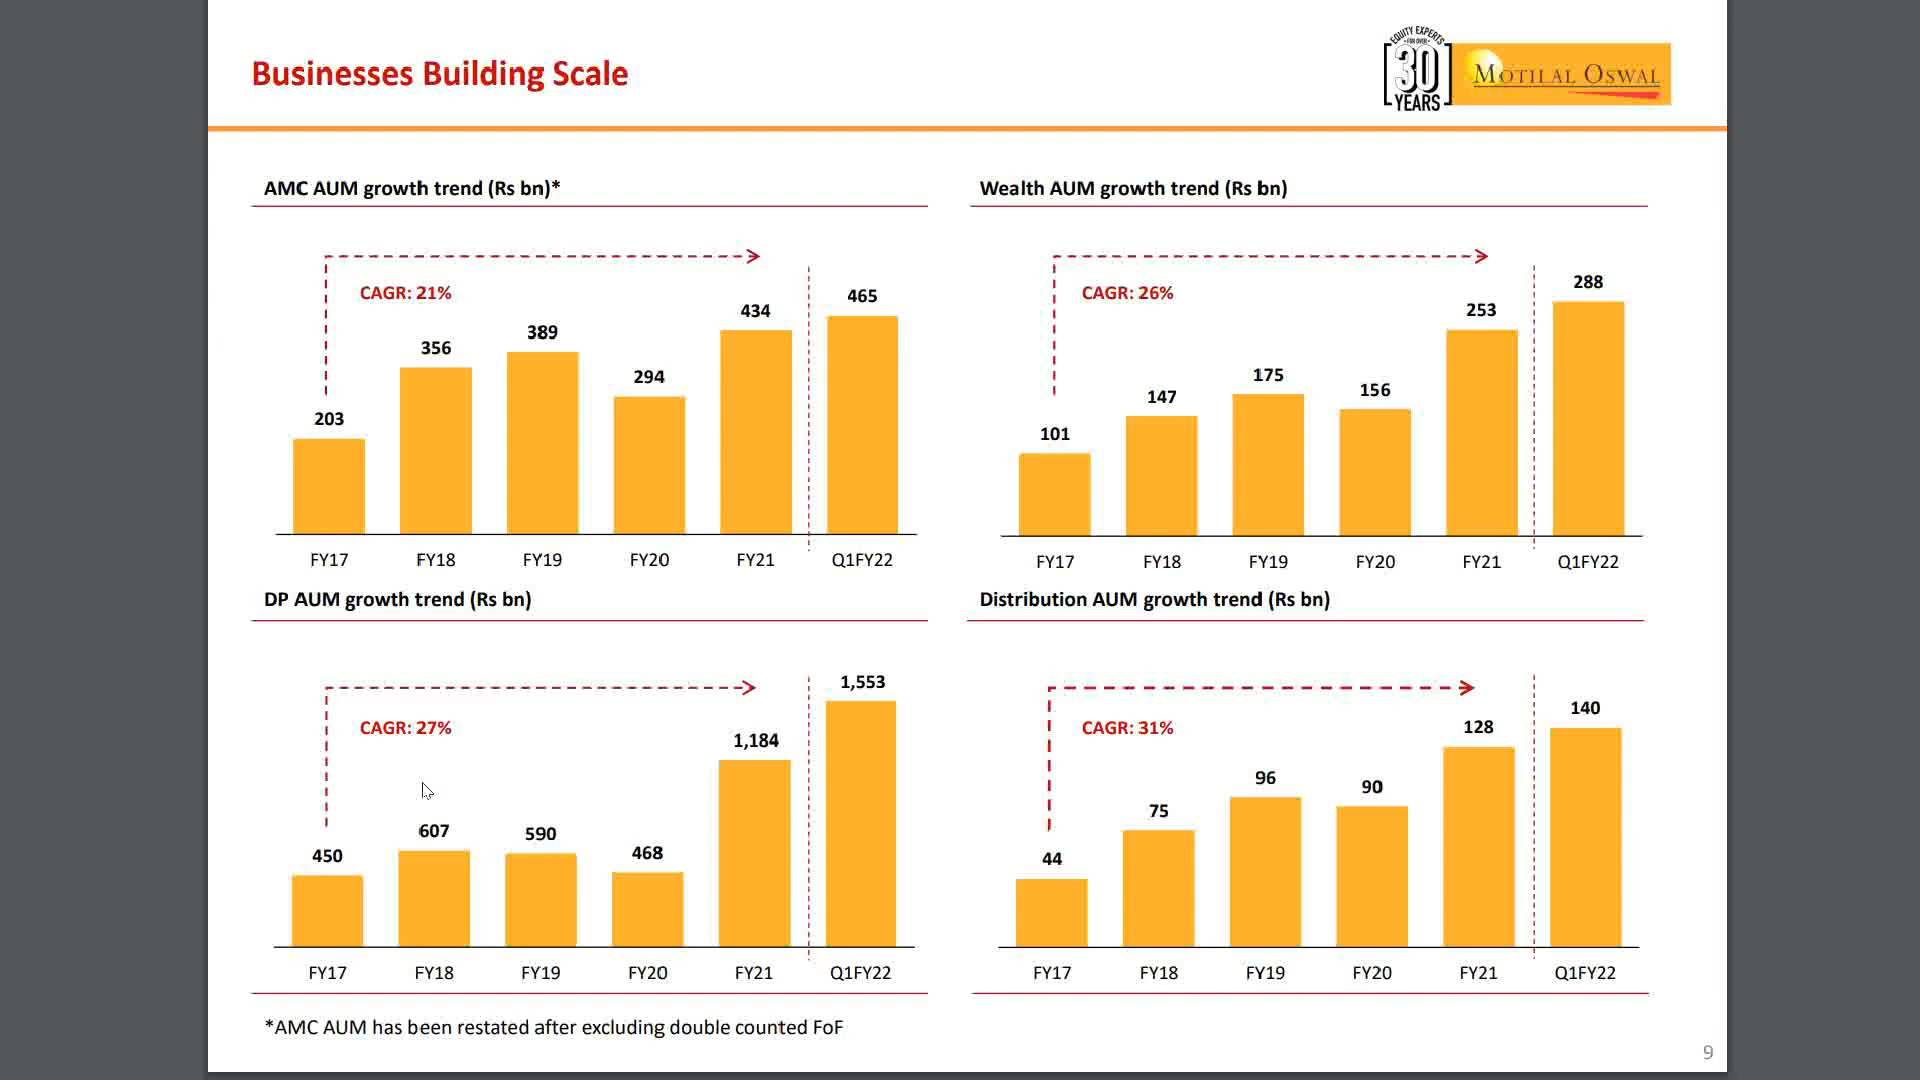 Businesses Building Scale
EQUITY EXPERTS
FOR OVER
30
YEARS
MOTILAL OSWAL
AMC AUM growth trend (Rs bn)*
CAGR: 21%
203
356
389
294
434
465
FY17 FY18 FY19 FY20 FY21 Q1FY22
Wealth AUM growth trend (Rs bn)
CAGR: 26%
101
147
175
156
253
288
FY17 FY18 FY19 FY20 FY21 Q1FY22
DP AUM growth trend (Rs bn)
CAGR: 27%
450
607
590
468
1,184
1,553
FY17 FY18 FY19 FY20 FY21 Q1FY22
Distribution AUM growth trend (Rs bn)
CAGR: 31%
44
75
96
90
128
140
FY17 FY18 FY19 FY20 FY21 Q1FY22
*AMC AUM has been restated after excluding double counted FoF
9